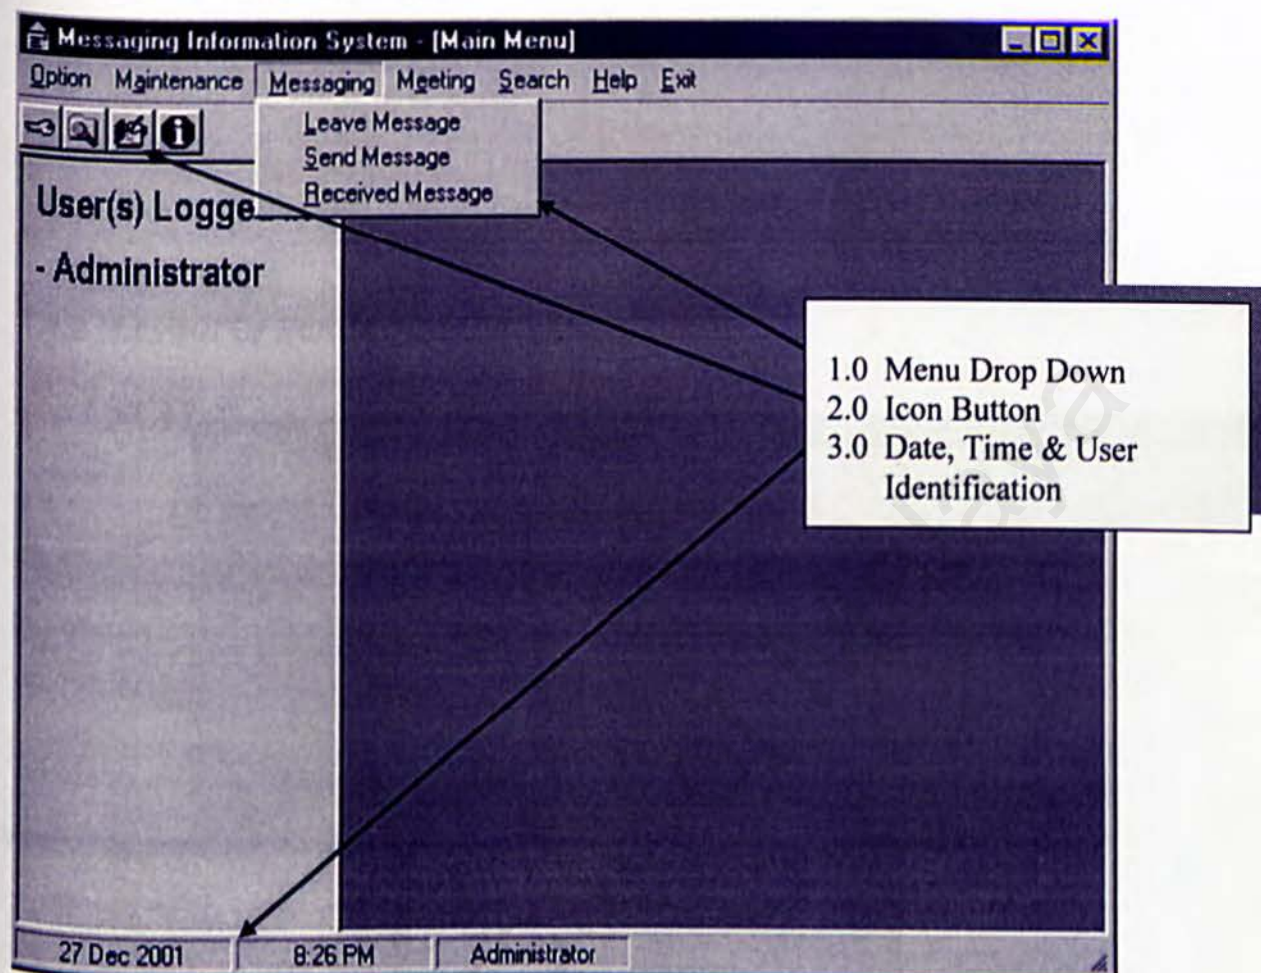 Messaging Information System - [Main Menu]
Option Maintenance Messaging Meeting Search Help Exit
Leave Message
Send Message
Received Message
User(s) Logge
- Administrator
1.0 Menu Drop Down
2.0 Icon Button
3.0 Date, Time & User
Identification
27 Dec 2001 8:26 PM Administrator